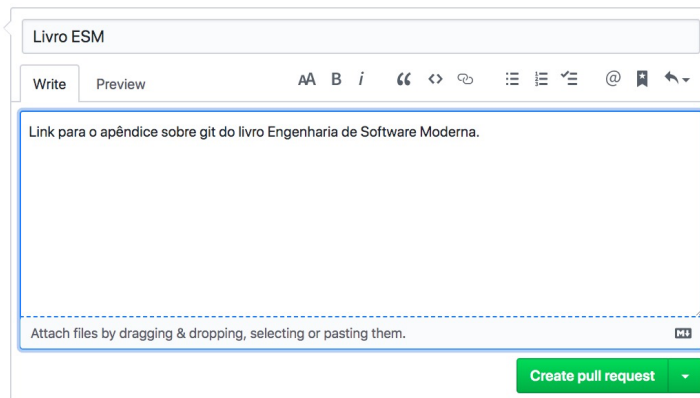 Livro ESM
Write Preview AA B i @
Link para o apêndice sobre git do livro Engenharia de Software Moderna.
Attach files by dragging & dropping, selecting or pasting them.
Create pull request